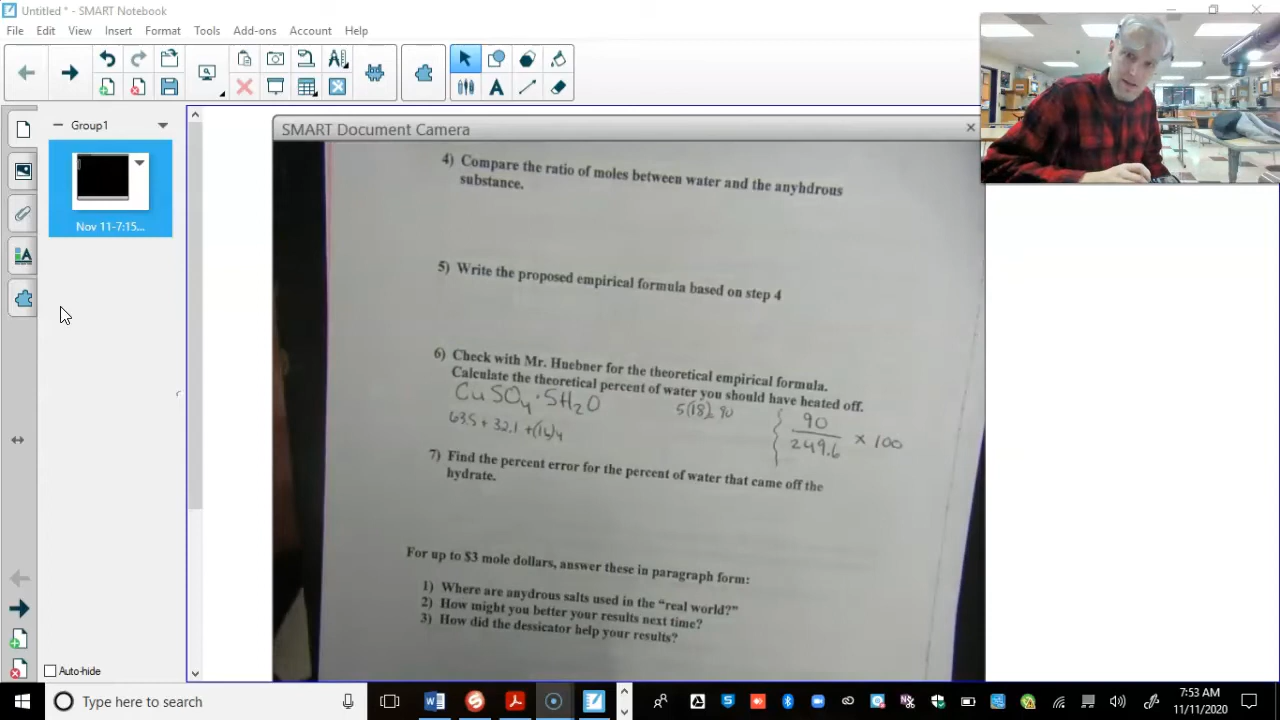 Untitled * - SMART Notebook
File Edit View Insert Format Tools Add-ons Account Help
Group1
Nov 11-7:15...
SMART Document Camera
4) Compare the ratio of moles between water and the anyhdrous
substance.
5) Write the proposed empirical formula based on step 4
6) Check with Mr. Huebner for the theoretical empirical formula.
Calculate the theoretical percent of water you should have heated off.
CuSO4·5H2O
5(18)= 90
90
249.6
x 100
63.5 + 32.1 + (16)4
7) Find the percent error for the percent of water that came off the
hydrate.
For up to $3 mole dollars, answer these in paragraph form:
1) Where are anydrous salts used in the “real world?”
2) How might you better your results next time?
3) How did the dessicator help your results?
Auto-hide
Type here to search
7:53 AM
11/11/2020